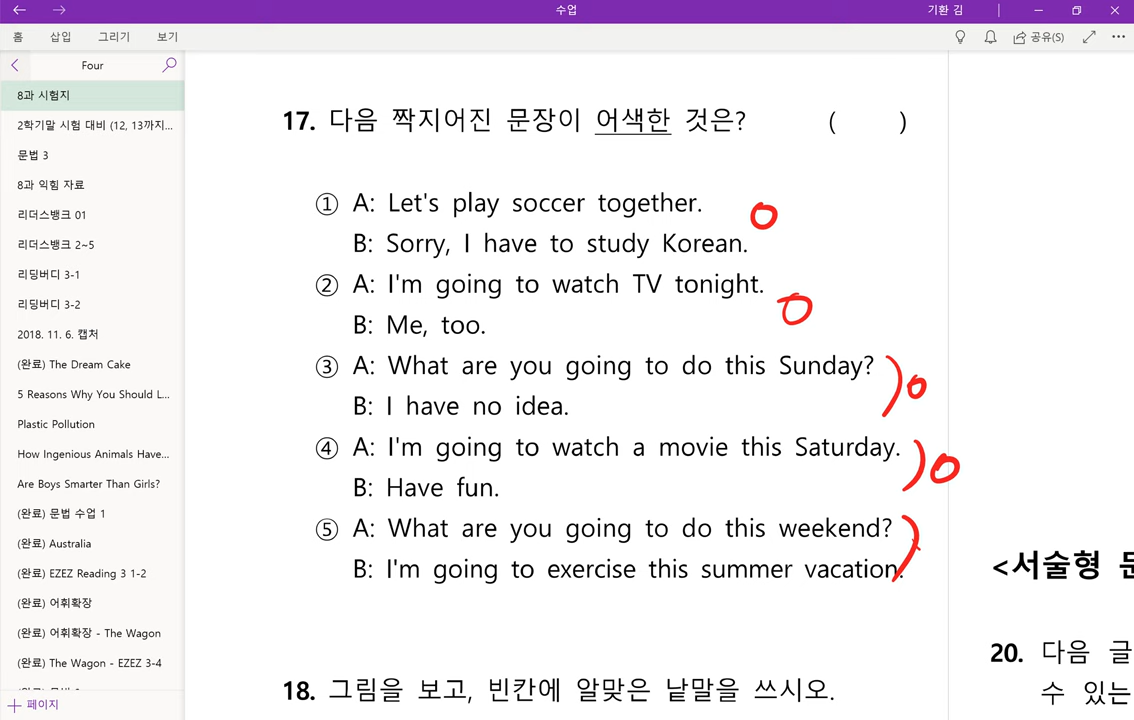 수업
기환 김
홈 삽입 그리기 보기
공유(S)
Four
8과 시험지
2학기말 시험 대비 (12, 13까지...
문법 3
8과 익힘 자료
리더스뱅크 01
리더스뱅크 2~5
리딩버디 3-1
리딩버디 3-2
2018. 11. 6. 캡처
(완료) The Dream Cake
5 Reasons Why You Should L...
Plastic Pollution
How Ingenious Animals Have...
Are Boys Smarter Than Girls?
(완료) 문법 수업 1
(완료) Australia
(완료) EZEZ Reading 3 1-2
(완료) 어휘확장
(완료) 어휘확장 - The Wagon
(완료) The Wagon - EZEZ 3-4
+ 페이지
17. 다음 짝지어진 문장이 어색한 것은? ( )
① A: Let's play soccer together.
B: Sorry, I have to study Korean.
② A: I'm going to watch TV tonight.
B: Me, too.
③ A: What are you going to do this Sunday?
B: I have no idea.
④ A: I'm going to watch a movie this Saturday.
B: Have fun.
⑤ A: What are you going to do this weekend?
B: I'm going to exercise this summer vacation.
18. 그림을 보고, 빈칸에 알맞은 낱말을 쓰시오.
<서술형
20. 다음 글
수 있는